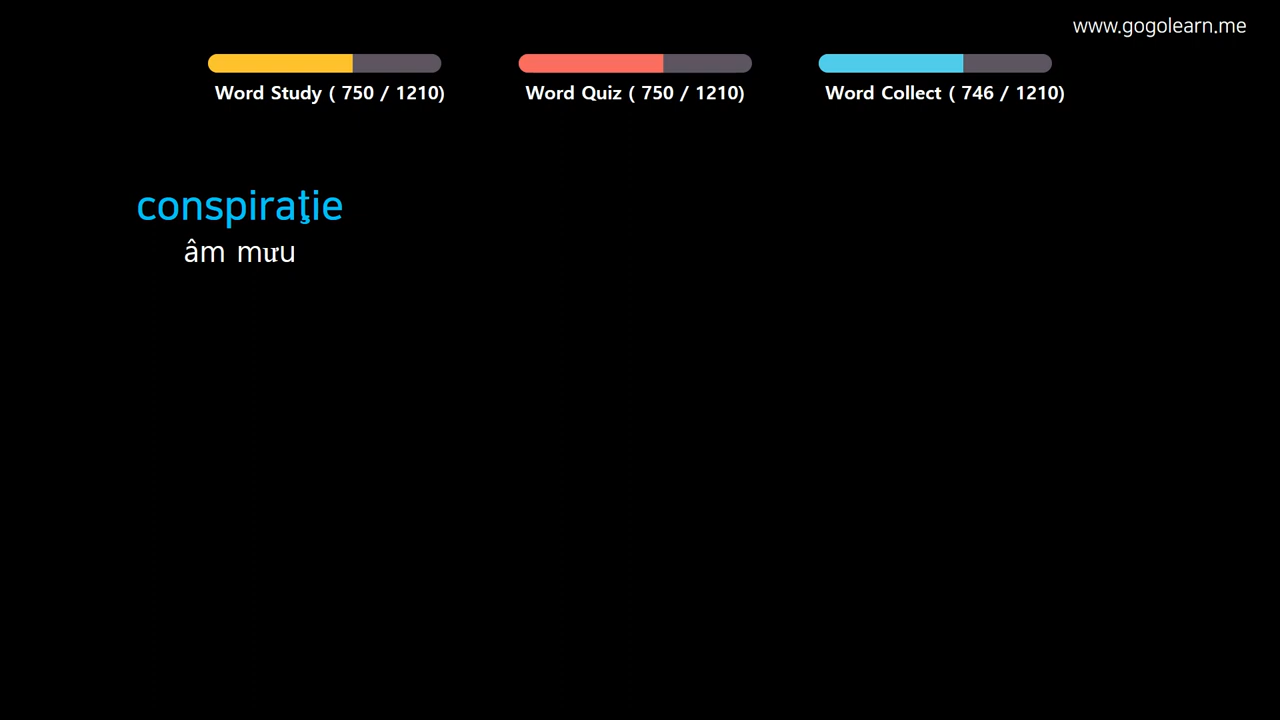 www.gogolearn.me
Word Study ( 750 / 1210)
Word Quiz ( 750 / 1210)
Word Collect ( 746 / 1210)
conspiraţie
âm mưu